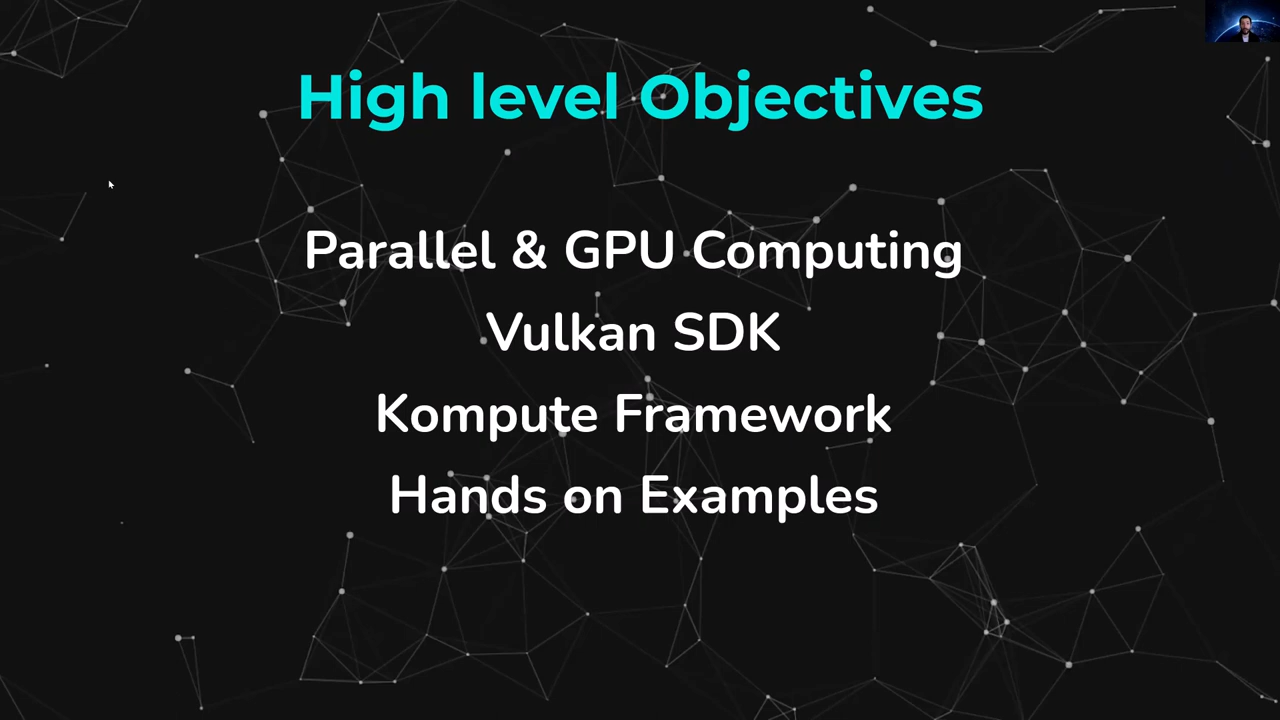 High level Objectives
Parallel & GPU Computing
Vulkan SDK
Kompute Framework
Hands on Examples